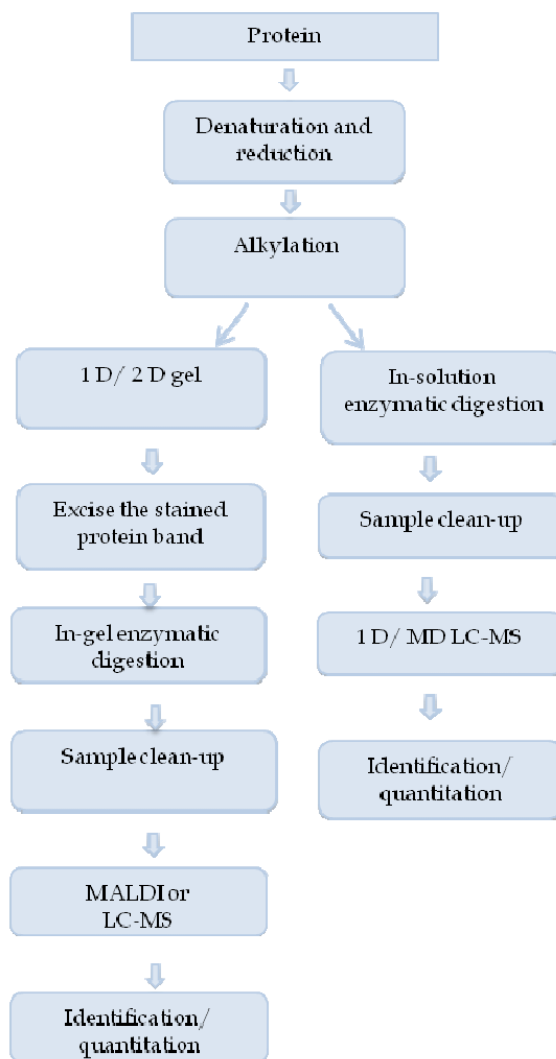 Protein
Denaturation and
reduction
Alkylation
1 D/ 2 D gel
Excise the stained
protein band
In-gel enzymatic
digestion
Sample clean-up
MALDI or
LC-MS
Identification/
quantitation
In-solution
enzymatic digestion
Sample clean-up
1 D/ MD LC-MS
Identification/
quantitation